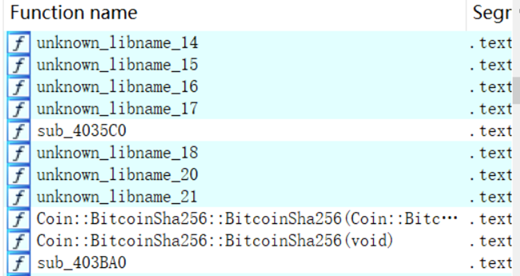 Function name Segr
unknown_libname_14 .text
unknown_libname_15 .text
unknown_libname_16 .text
unknown_libname_17 .text
sub_4035C0 .text
unknown_libname_18 .text
unknown_libname_20 .text
unknown_libname_21 .text
Coin::BitcoinSha256::BitcoinSha256(Coin::Bitc⋯ .text
Coin::BitcoinSha256::BitcoinSha256(void) .text
sub_403BA0 .text